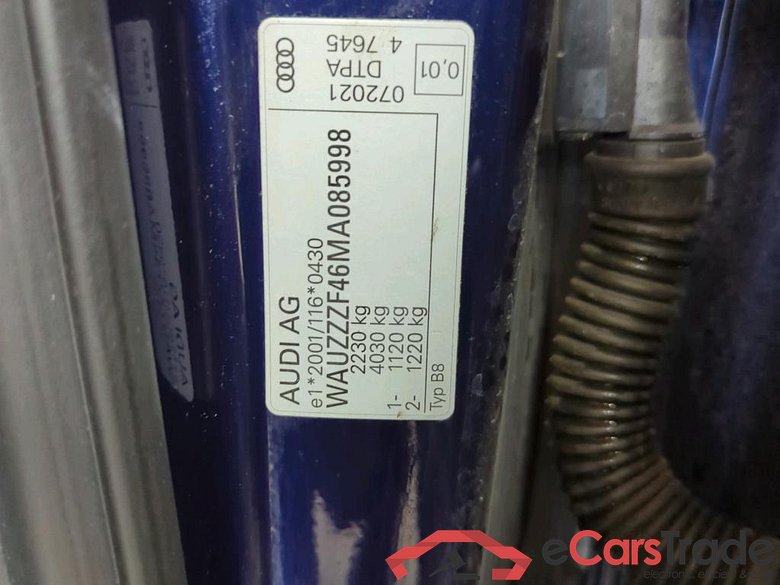 AUDI AG
e1*2001/116*0430
WAUZZZF46MA085998
2230 kg
4030 kg
1- 1120 kg
2- 1220 kg
Typ B8
072021
DTPA
4 7645
0,01
eCarsTrade